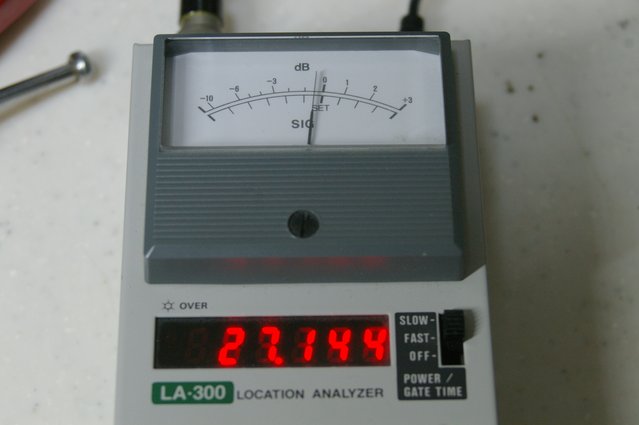 dB
-10 -6 -3 0 1 2 +3
SET
SIG
OVER
27.144
SLOW-
FAST-
OFF-
POWER /
GATE TIME
LA-300 LOCATION ANALYZER